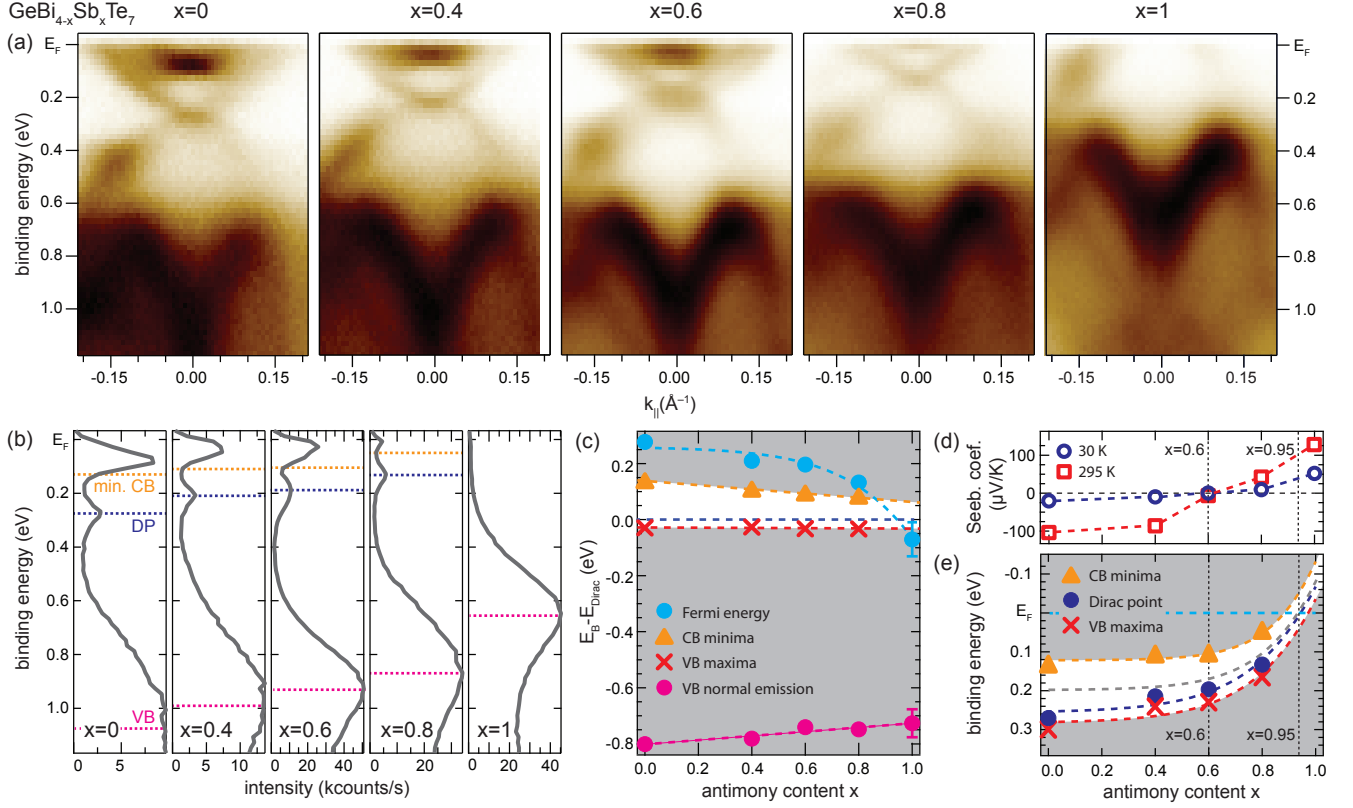 GeBi4-xSbxTe7 x=0 x=0.4 x=0.6 x=0.8 x=1
(a)
EF
0.2
0.4
0.6
0.8
1.0
binding energy (eV)
EF
0.2
0.4
0.6
0.8
1.0
-0.15 0.00 0.15 -0.15 0.00 0.15 -0.15 0.00 0.15 -0.15 0.00 0.15 -0.15 0.00 0.15
k||(Å⁻¹)
(b)
EF
0.2
0.4
0.6
0.8
1.0
binding energy (eV)
min. CB
DP
VB
x=0 x=0.4 x=0.6 x=0.8 x=1
0 5 0 5 10 0 20 0 20 0 20 40
intensity (kcounts/s)
(c)
0.2
0.0
-0.2
-0.4
-0.6
-0.8
EB-EDirac (eV)
Fermi energy
CB minima
VB maxima
VB normal emission
0.0 0.2 0.4 0.6 0.8 1.0
antimony content x
(d)
Seeb. coef.
(µV/K)
100
0
-100
30 K
295 K
x=0.6 x=0.95
(e)
-0.1
EF
0.1
0.2
0.3
binding energy (eV)
CB minima
Dirac point
VB maxima
x=0.6 x=0.95
0.0 0.2 0.4 0.6 0.8 1.0
antimony content x